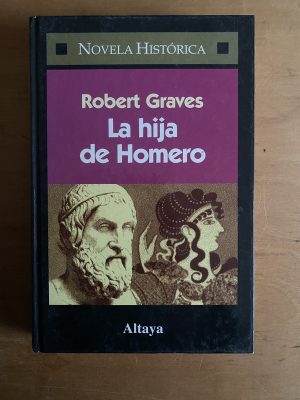 NOVELA HISTÓRICA
Robert Graves
La hija
de Homero
Altaya